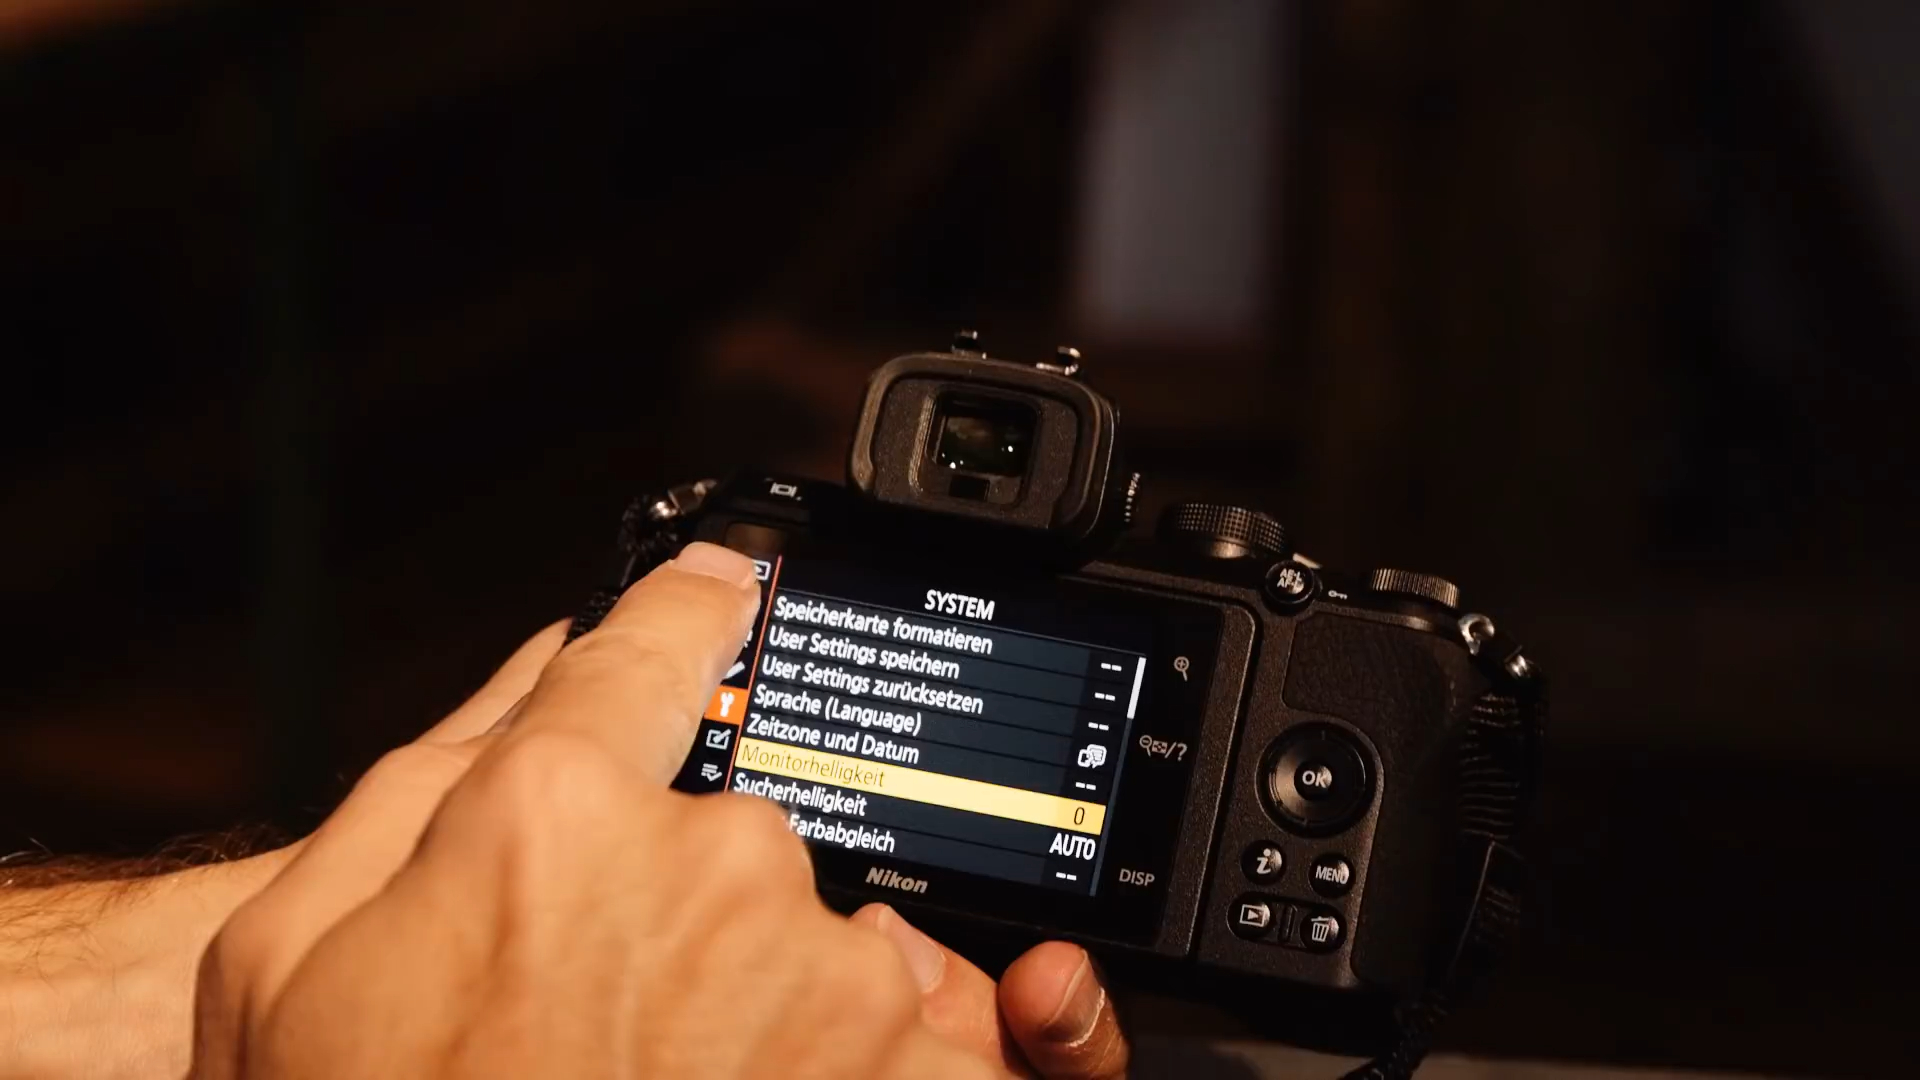 SYSTEM
Speicherkarte formatieren --
User Settings speichern --
User Settings zurücksetzen --
Sprache (Language)
Zeitzone und Datum --
Monitorhelligkeit 0
Sucherhelligkeit AUTO
Farbabgleich --
Nikon
DISP
AE-L
OK
i
MENU
/?